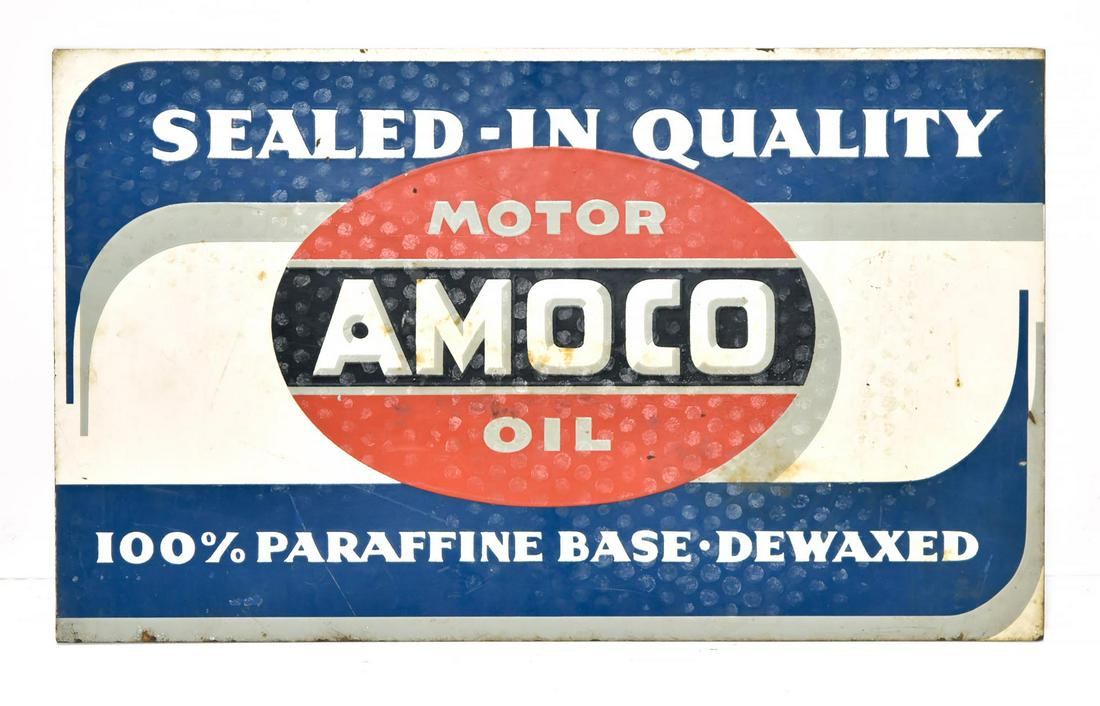 SEALED-IN QUALITY
MOTOR
AMOCO
OIL
100% PARAFFINE BASE·DEWAXED